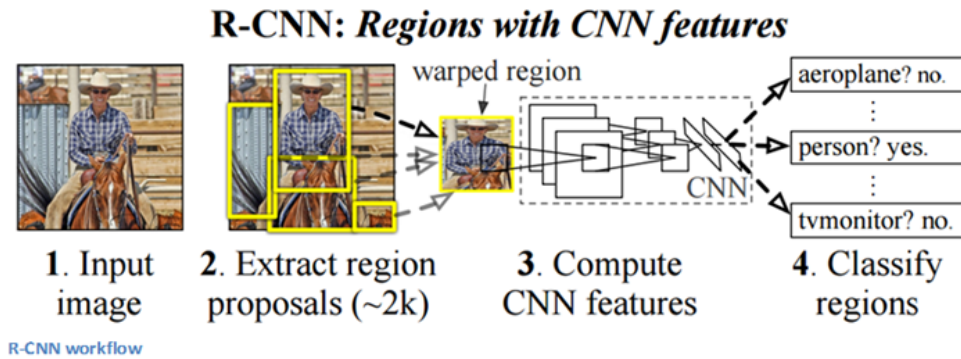 R-CNN: Regions with CNN features
warped region
aeroplane? no.
person? yes.
CNN
tvmonitor? no.
1. Input
image
2. Extract region
proposals (~2k)
3. Compute
CNN features
4. Classify
regions
R-CNN workflow